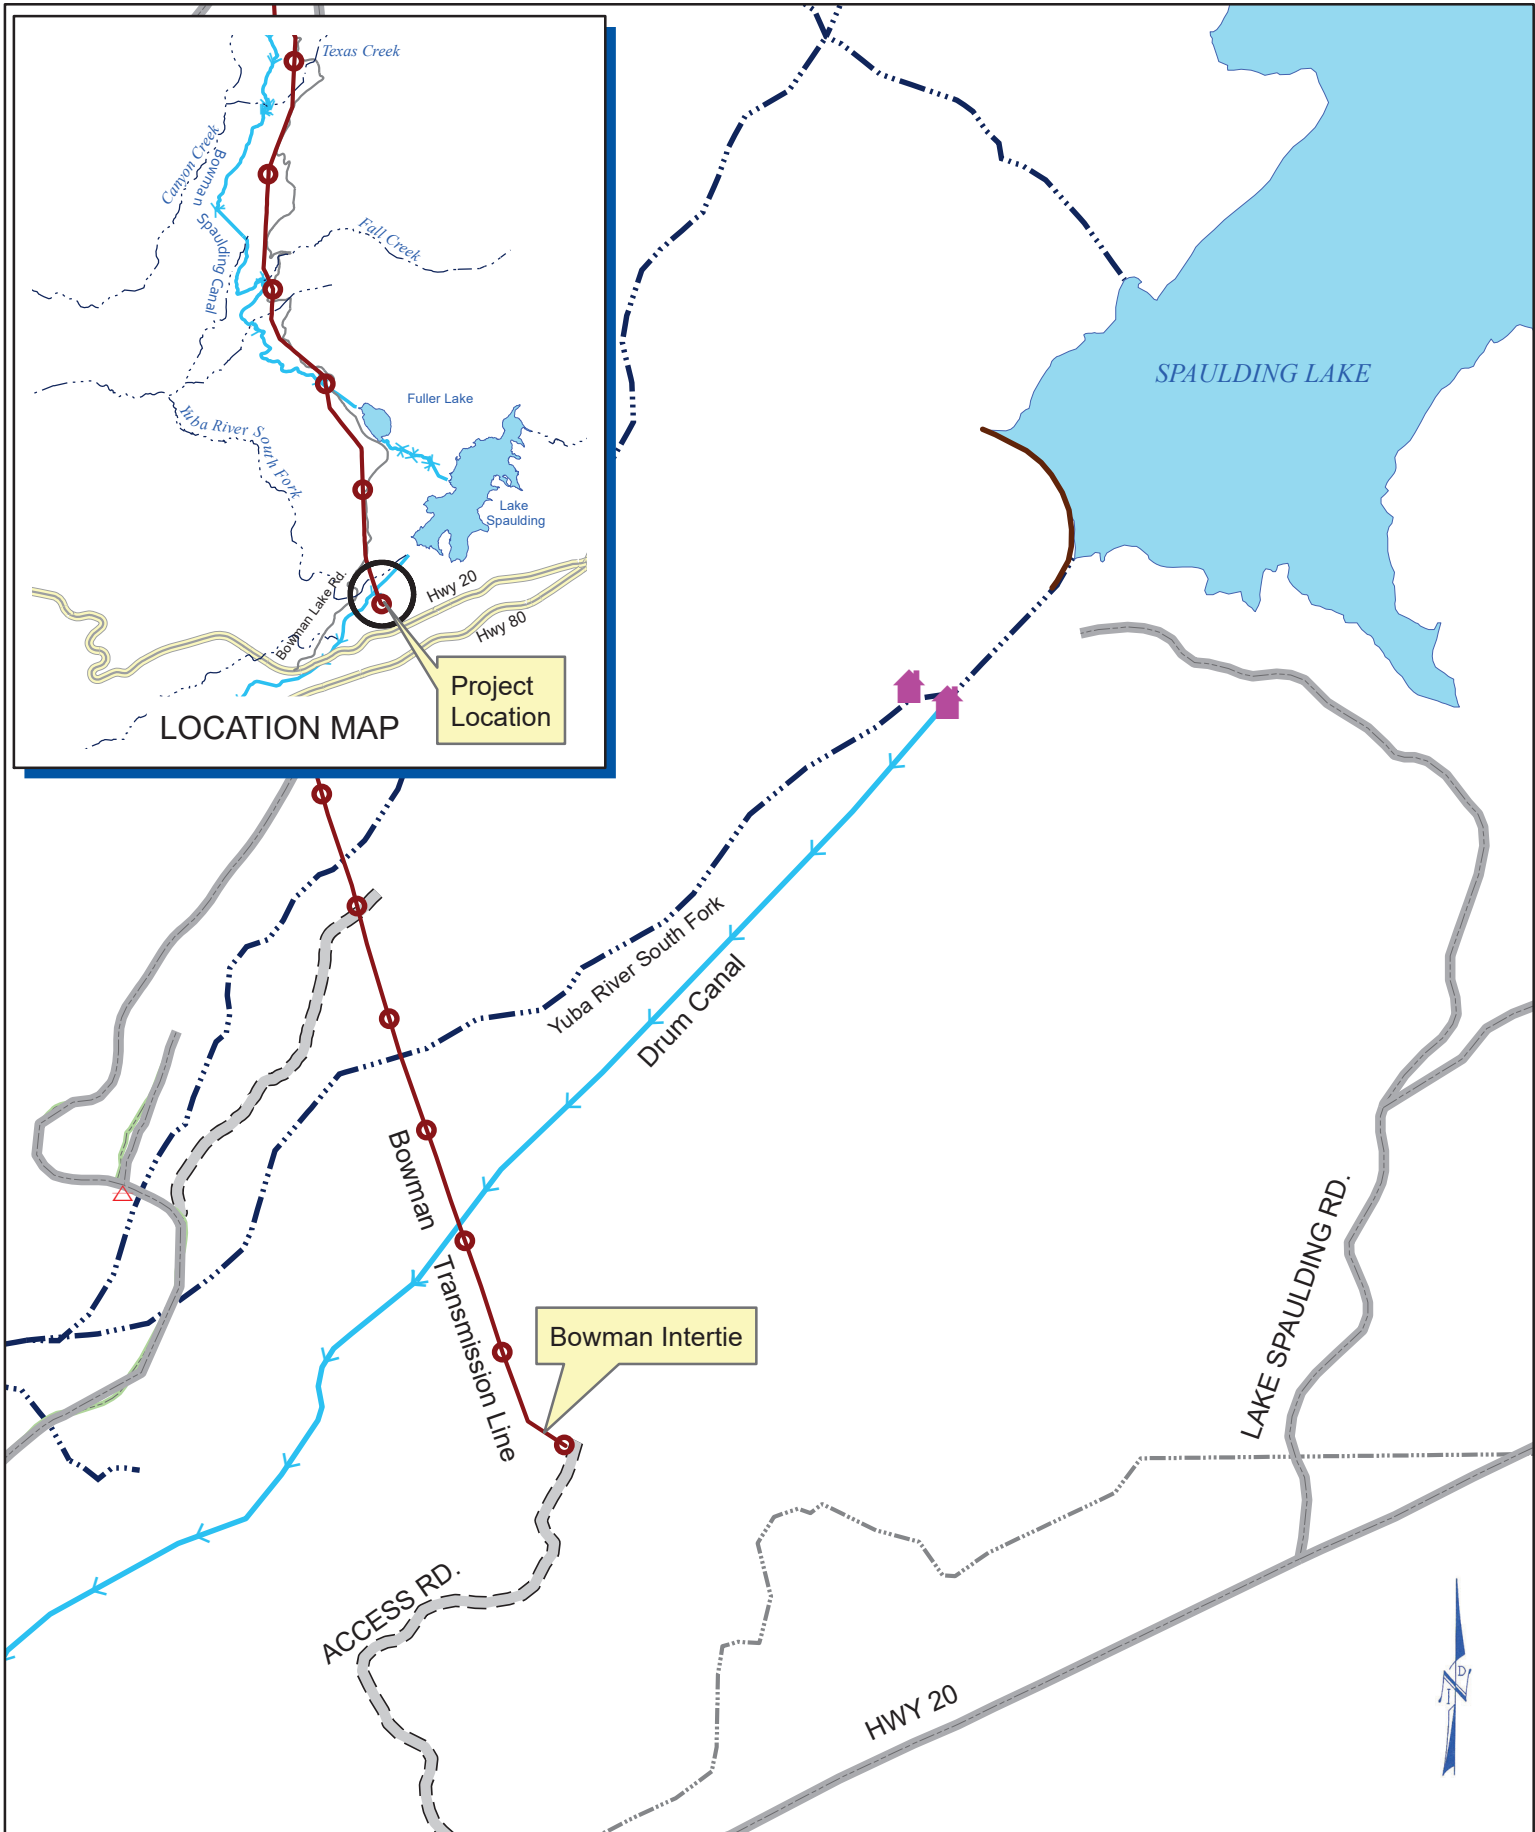 Texas Creek
Canyon Creek
Bowman
Spaulding Canal
Fall Creek
Fuller Lake
Yuba River South Fork
Lake
Spaulding
Bowman Lake Rd.
Hwy 20
Hwy 80
Project
Location
LOCATION MAP
SPAULDING LAKE
Yuba River South Fork
Drum Canal
Bowman
Transmission Line
Bowman Intertie
LAKE SPAULDING RD.
ACCESS RD.
HWY 20
N
I
D